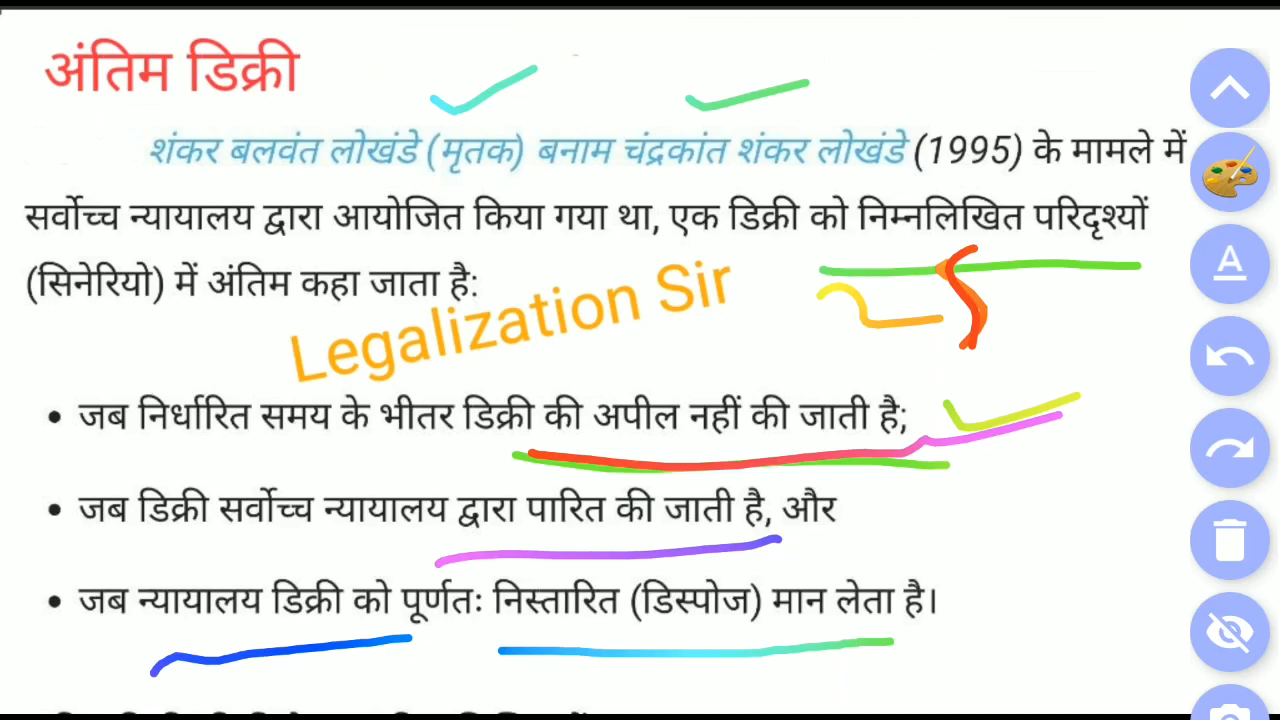 अंतिम डिक्री
शंकर बलवंत लोखंडे (मृतक) बनाम चंद्रकांत शंकर लोखंडे (1995) के मामले में
सर्वोच्च न्यायालय द्वारा आयोजित किया गया था, एक डिक्री को निम्नलिखित परिदृश्यों
(सिनेरियो) में अंतिम कहा जाता है:
Legalization Sir
• जब निर्धारित समय के भीतर डिक्री की अपील नहीं की जाती है;
• जब डिक्री सर्वोच्च न्यायालय द्वारा पारित की जाती है, और
• जब न्यायालय डिक्री को पूर्णतः निस्तारित (डिस्पोज) मान लेता है।
A